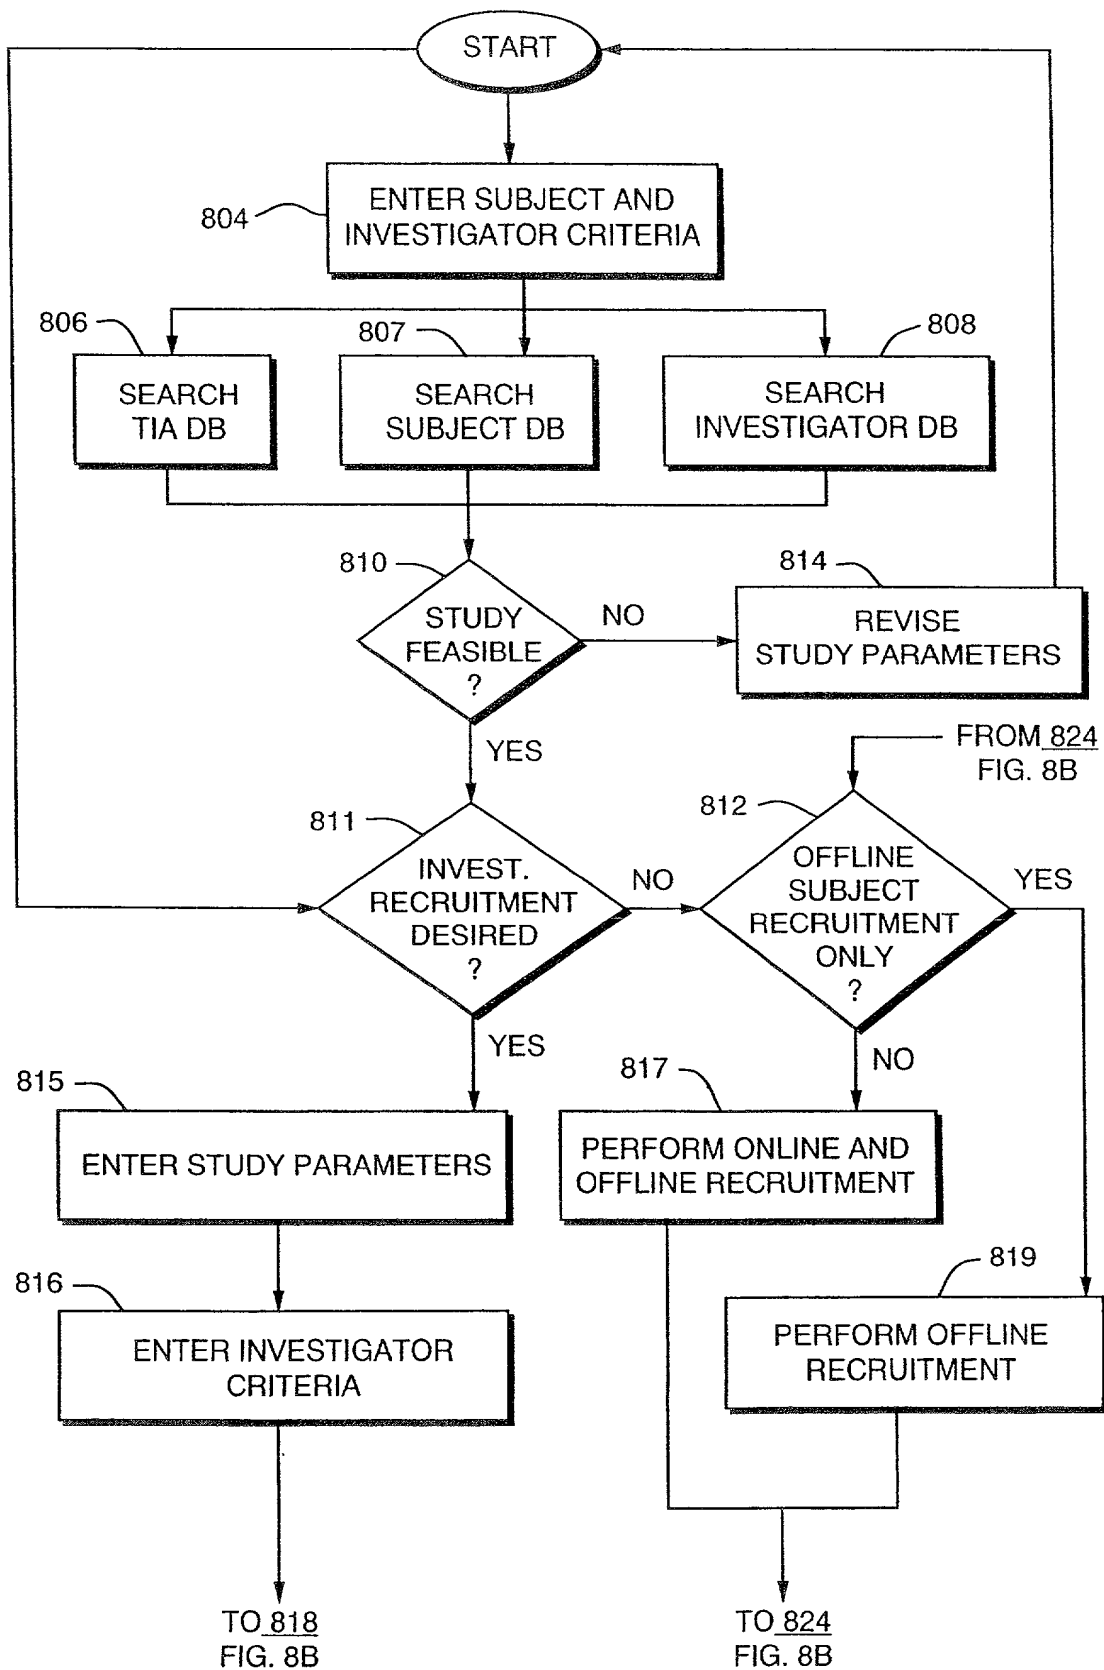 START
804
ENTER SUBJECT AND
INVESTIGATOR CRITERIA
806
807
808
SEARCH
TIA DB
SEARCH
SUBJECT DB
SEARCH
INVESTIGATOR DB
810
STUDY
FEASIBLE
?
NO
814
REVISE
STUDY PARAMETERS
YES
FROM 824
FIG. 8B
811
INVEST.
RECRUITMENT
DESIRED
?
NO
812
OFFLINE
SUBJECT
RECRUITMENT
ONLY
?
YES
YES
NO
815
ENTER STUDY PARAMETERS
817
PERFORM ONLINE AND
OFFLINE RECRUITMENT
816
ENTER INVESTIGATOR
CRITERIA
819
PERFORM OFFLINE
RECRUITMENT
TO 818
FIG. 8B
TO 824
FIG. 8B